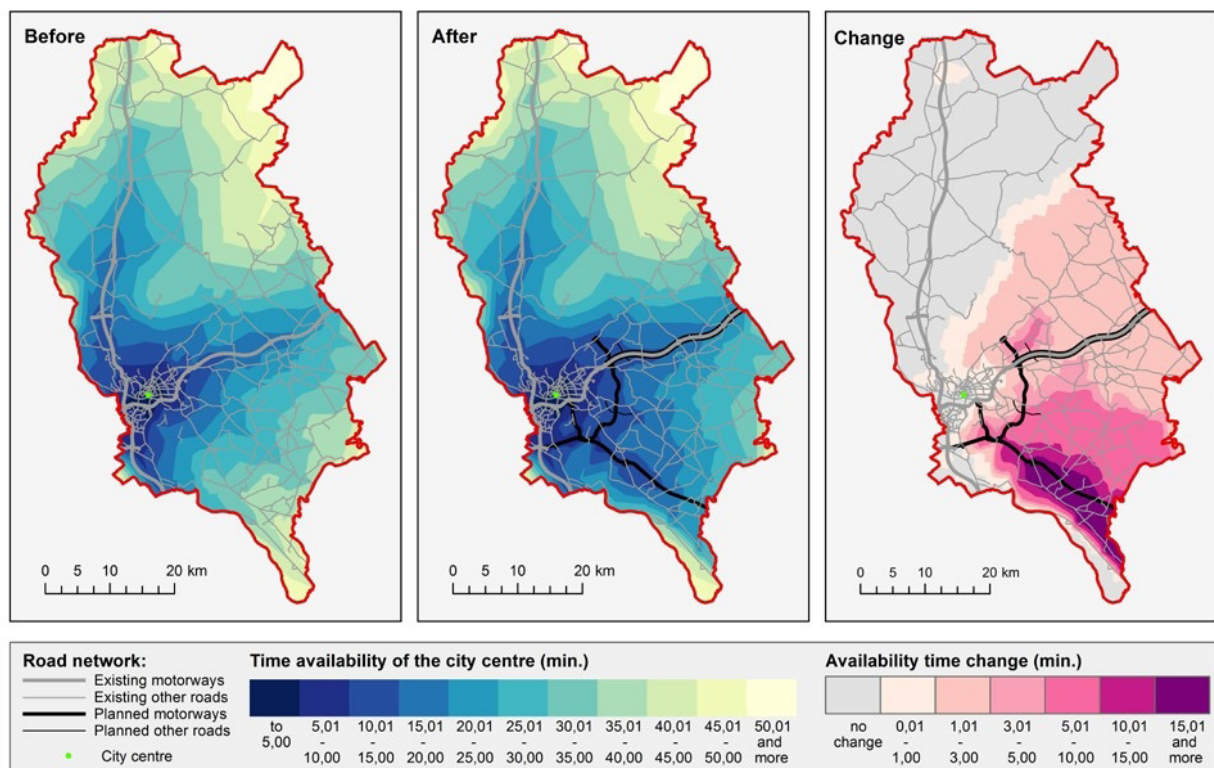 Before
After
Change
0 5 10 20 km
0 5 10 20 km
0 5 10 20 km
Road network:
Existing motorways
Existing other roads
Planned motorways
Planned other roads
City centre
Time availability of the city centre (min.)
to 5,00
5,01 - 10,00
10,01 - 15,00
15,01 - 20,00
20,01 - 25,00
25,01 - 30,00
30,01 - 35,00
35,01 - 40,00
40,01 - 45,00
45,01 - 50,00
50,01 and more
Availability time change (min.)
no change
0,01 - 1,00
1,01 - 3,00
3,01 - 5,00
5,01 - 10,00
10,01 - 15,00
15,01 and more